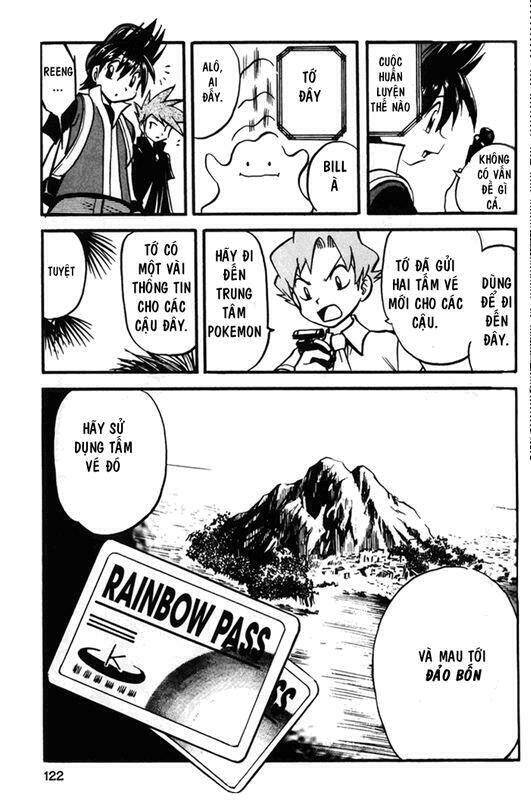 REENG
...
ALÔ,
AI
ĐẤY.
TỚ
ĐÂY
BILL
À
CUỘC
HUẤN
LUYỆN
THẾ NÀO
KHÔNG
CÓ VẤN
ĐỀ GÌ
CẢ.
TUYỆT
TỚ CÓ
MỘT VÀI
THÔNG TIN
CHO CÁC
CẬU ĐÂY.
HÃY ĐI
ĐẾN
TRUNG
TÂM
POKEMON
TỚ ĐÃ GỬI
HAI TẤM VÉ
MỚI CHO CÁC
CẬU.
DÙNG
ĐỂ ĐI
ĐẾN
ĐÂY.
HÃY SỬ
DỤNG TẤM
VÉ ĐÓ
RAINBOW PASS
K
SS
VÀ MAU TỚI
ĐẢO BỐN
122